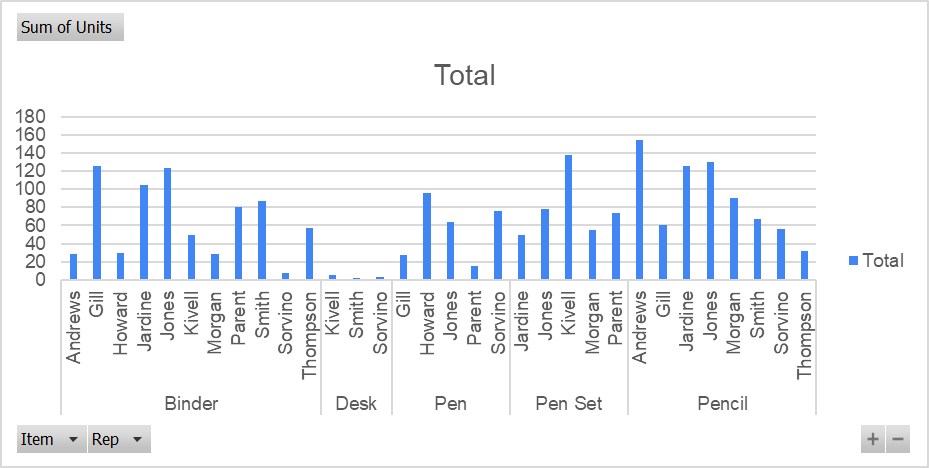 Sum of Units
Total
180
160
140
120
100
80
60
40
20
0
Total
Andrews Gill Howard Jardine Jones Kivell Morgan Parent Smith Sorvino Thompson Kivell Smith Sorvino Gill Howard Jones Parent Sorvino Jardine Jones Kivell Morgan Parent Andrews Gill Jardine Jones Morgan Smith Sorvino Thompson
Binder Desk Pen Pen Set Pencil
Item Rep + −